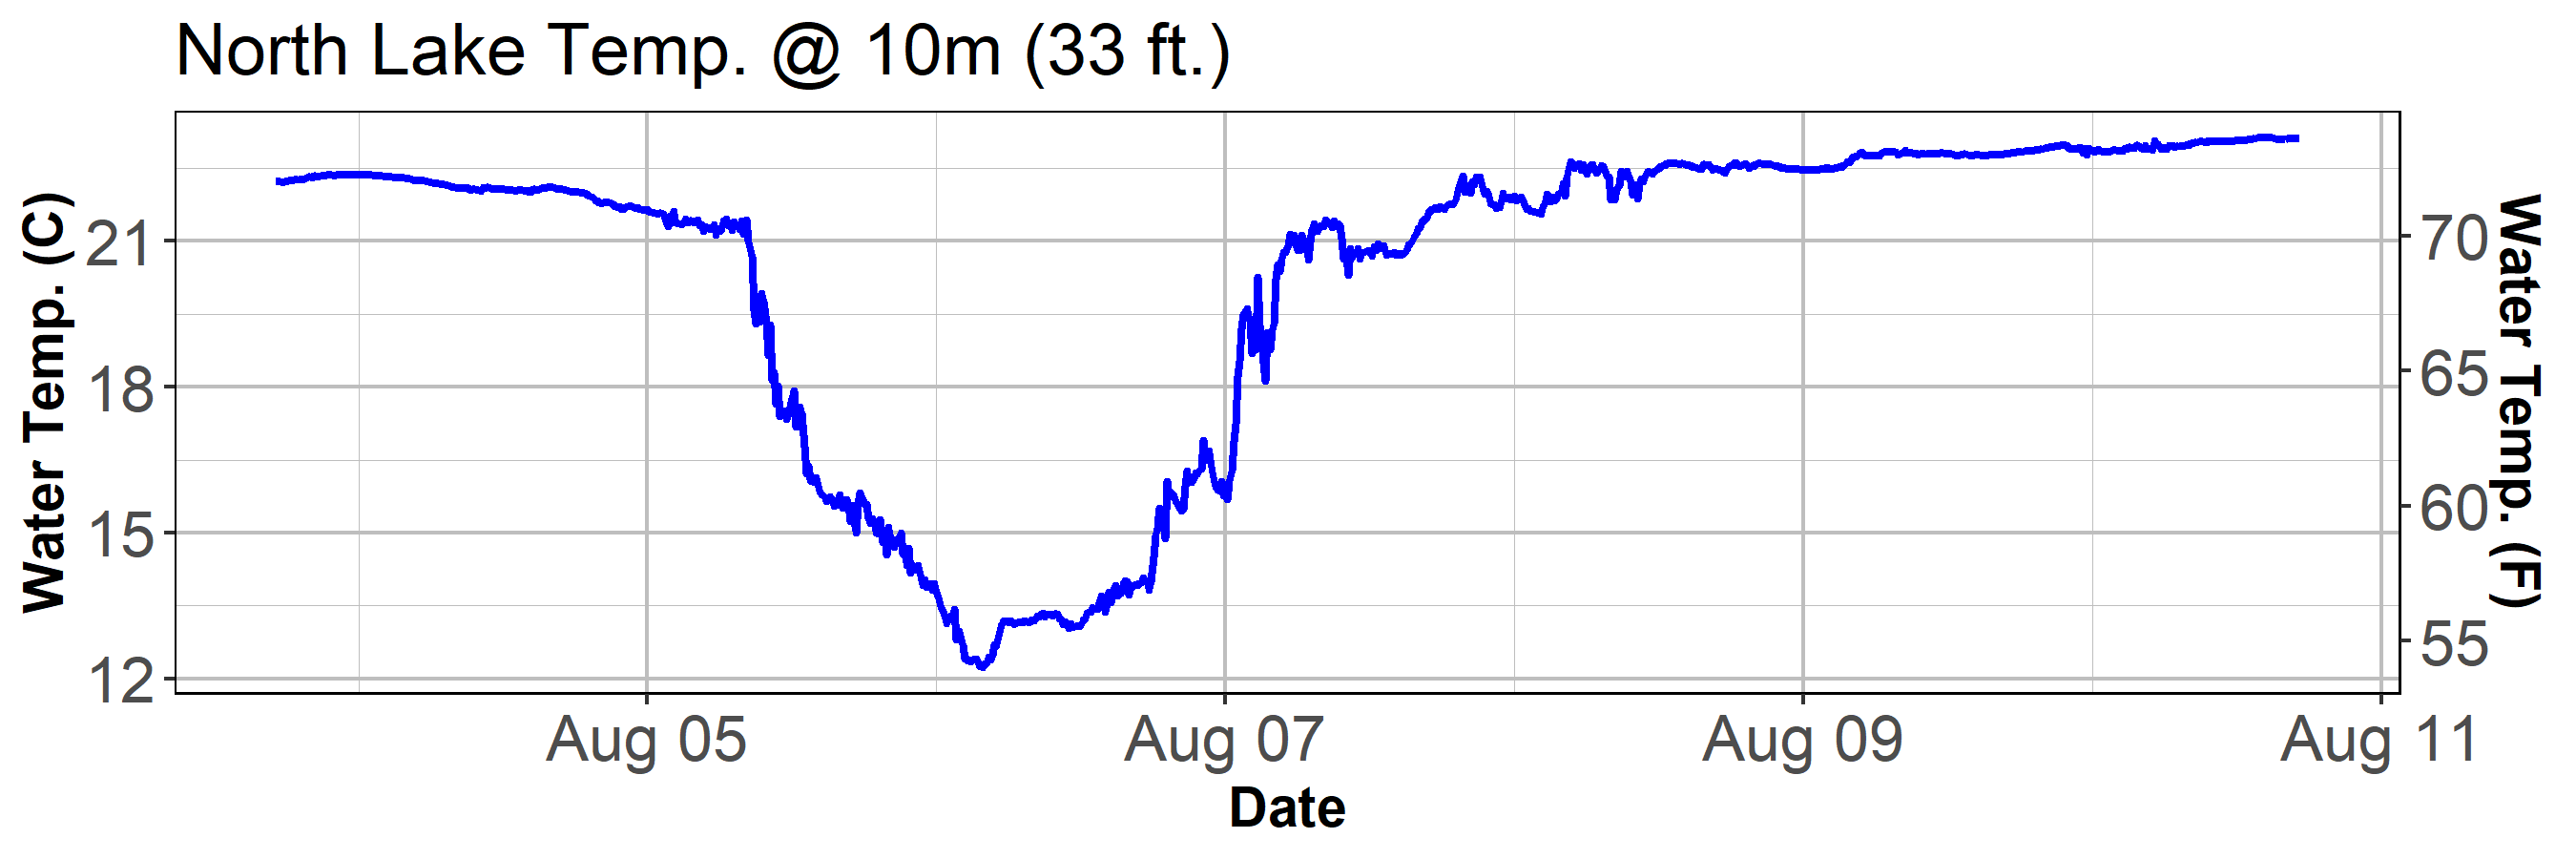 North Lake Temp. @ 10m (33 ft.)
Water Temp. (C)
21
18
15
12
70
65
60
55
Water Temp. (F)
Aug 05
Aug 07
Aug 09
Aug 11
Date